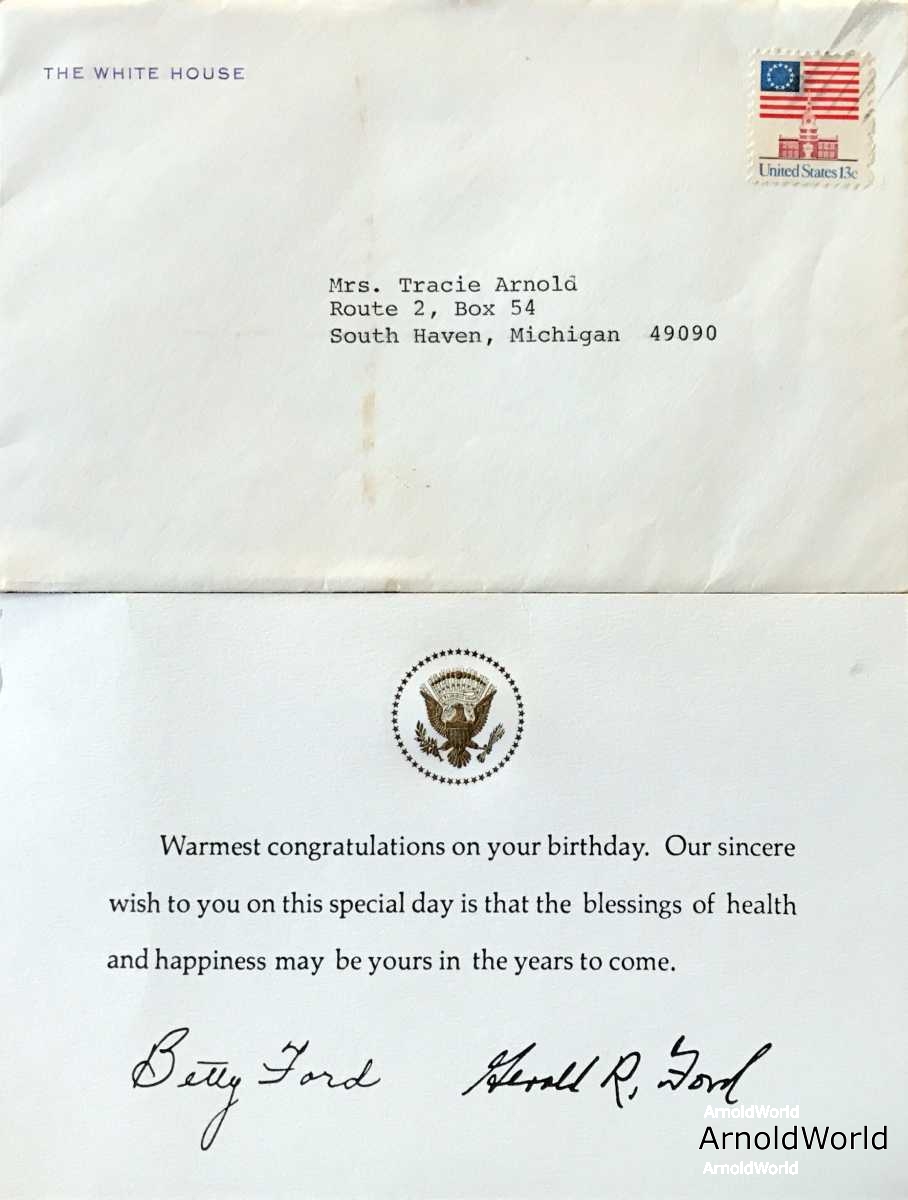 THE WHITE HOUSE
United States 13c
Mrs. Tracie Arnold
Route 2, Box 54
South Haven, Michigan 49090
Warmest congratulations on your birthday. Our sincere
wish to you on this special day is that the blessings of health
and happiness may be yours in the years to come.
Betty Ford Gerald R. Ford
ArnoldWorld
ArnoldWorld
ArnoldWorld